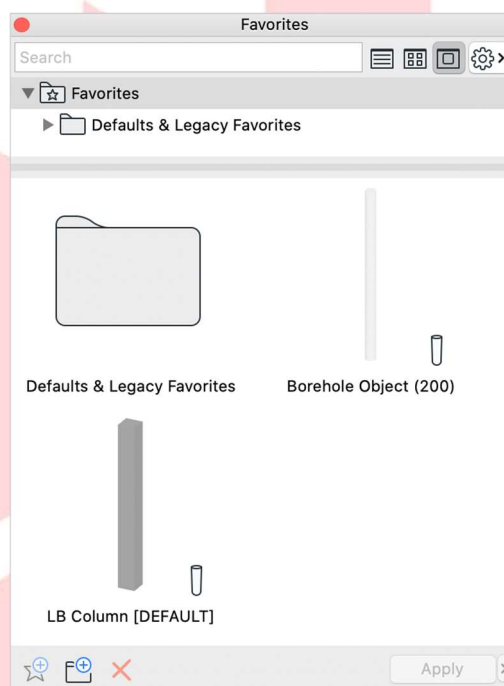 Favorites
Search
Favorites
Defaults & Legacy Favorites
Defaults & Legacy Favorites
Borehole Object (200)
LB Column [DEFAULT]
Apply